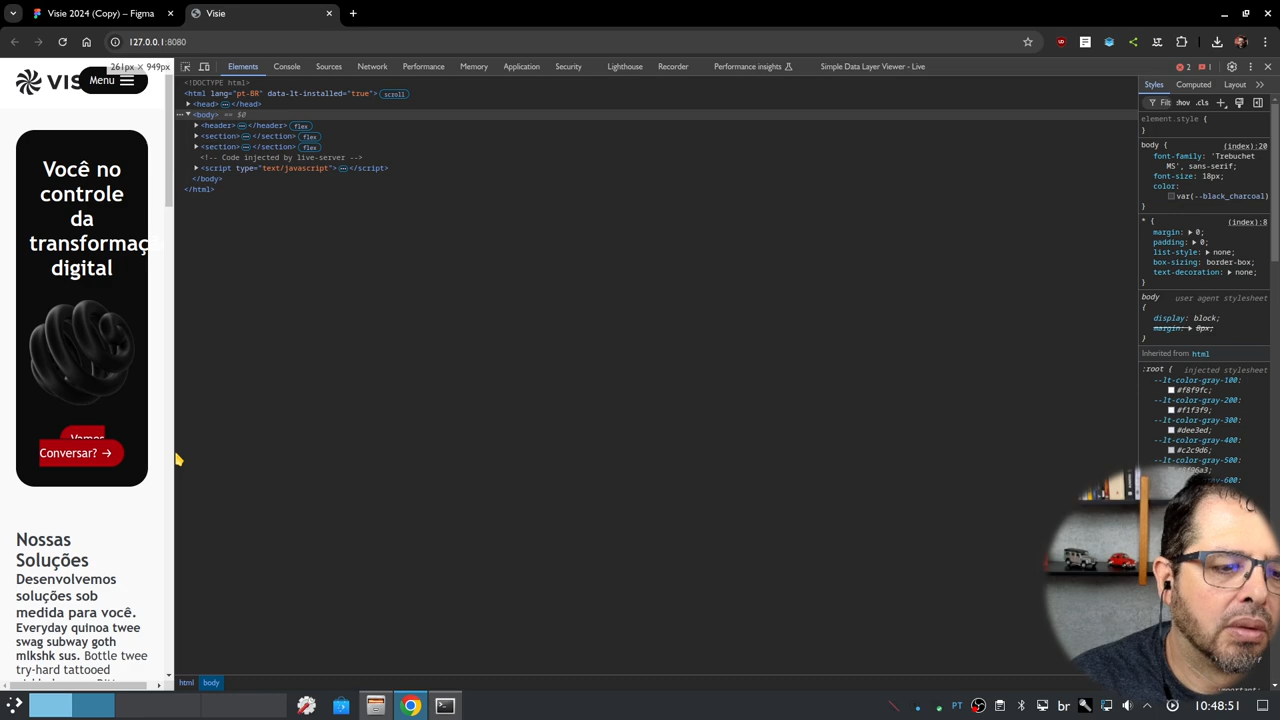 Visie 2024 (Copy) – Figma
Visie
127.0.0.1:8080
261px × 949px
VIS
Menu
Você no
controle
da
transformaç
digital
Vamos
Conversar? →
Nossas
Soluções
Desenvolvemos
soluções sob
medida para você.
Everyday quinoa twee
swag subway goth
mlkshk sus. Bottle twee
try-hard tattooed
Elements Console Sources Network Performance Memory Application Security Lighthouse Recorder Performance insights Simple Data Layer Viewer - Live
2 1
<!DOCTYPE html>
<html lang="pt-BR" data-lt-installed="true"> scroll
<head> ••• </head>
<body> == $0
<header> ••• </header> flex
<section> ••• </section> flex
<section> ••• </section> flex
<!-- Code injected by live-server -->
<script type="text/javascript"> ••• </script>
</body>
</html>
html body
Styles Computed Layout
Filt :hov .cls
element.style {
}
body { (index):20
font-family: 'Trebuchet
MS', sans-serif;
font-size: 18px;
color:
var(--black_charcoal)
}
* { (index):8
margin: 0;
padding: 0;
list-style: none;
box-sizing: border-box;
text-decoration: none;
}
body user agent stylesheet
{
display: block;
margin: 8px;
}
Inherited from html
:root { injected stylesheet
--lt-color-gray-100:
#f8f9fc;
--lt-color-gray-200:
#f1f3f9;
--lt-color-gray-300:
#dee3ed;
--lt-color-gray-400:
#c2c9d6;
--lt-color-gray-500:
PT
br
10:48:51